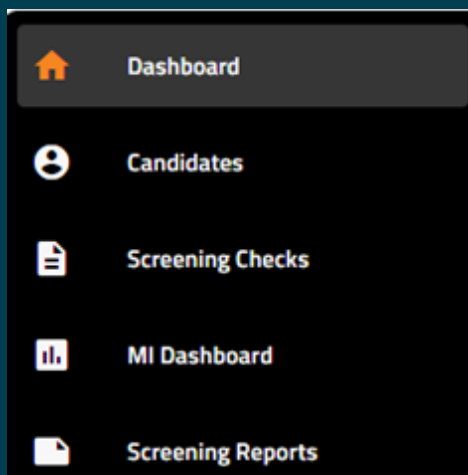 Dashboard
Candidates
Screening Checks
MI Dashboard
Screening Reports